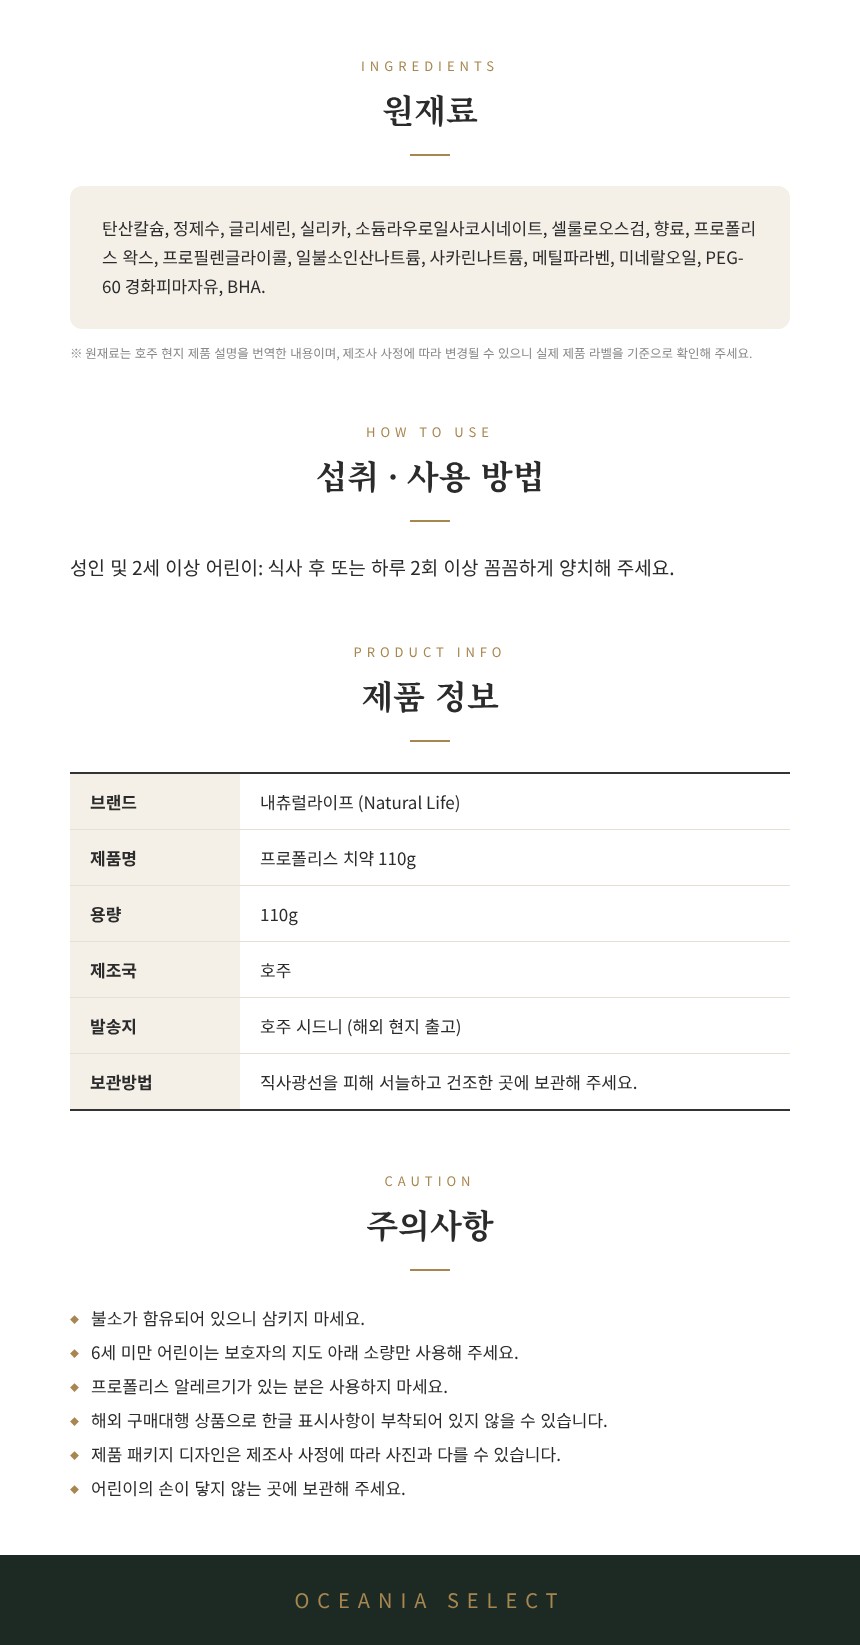 INGREDIENTS
원재료
탄산칼슘, 정제수, 글리세린, 실리카, 소듐라우로일사코시네이트, 셀룰로오스검, 향료, 프로폴리
스 왁스, 프로필렌글라이콜, 일불소인산나트륨, 사카린나트륨, 메틸파라벤, 미네랄오일, PEG-
60 경화피마자유, BHA.
※ 원재료는 호주 현지 제품 설명을 번역한 내용이며, 제조사 사정에 따라 변경될 수 있으니 실제 제품 라벨을 기준으로 확인해 주세요.
HOW TO USE
섭취 · 사용 방법
성인 및 2세 이상 어린이: 식사 후 또는 하루 2회 이상 꼼꼼하게 양치해 주세요.
PRODUCT INFO
제품 정보
브랜드 내츄럴라이프 (Natural Life)
제품명 프로폴리스 치약 110g
용량 110g
제조국 호주
발송지 호주 시드니 (해외 현지 출고)
보관방법 직사광선을 피해 서늘하고 건조한 곳에 보관해 주세요.
CAUTION
주의사항
◆ 불소가 함유되어 있으니 삼키지 마세요.
◆ 6세 미만 어린이는 보호자의 지도 아래 소량만 사용해 주세요.
◆ 프로폴리스 알레르기가 있는 분은 사용하지 마세요.
◆ 해외 구매대행 상품으로 한글 표시사항이 부착되어 있지 않을 수 있습니다.
◆ 제품 패키지 디자인은 제조사 사정에 따라 사진과 다를 수 있습니다.
◆ 어린이의 손이 닿지 않는 곳에 보관해 주세요.
OCEANIA SELECT